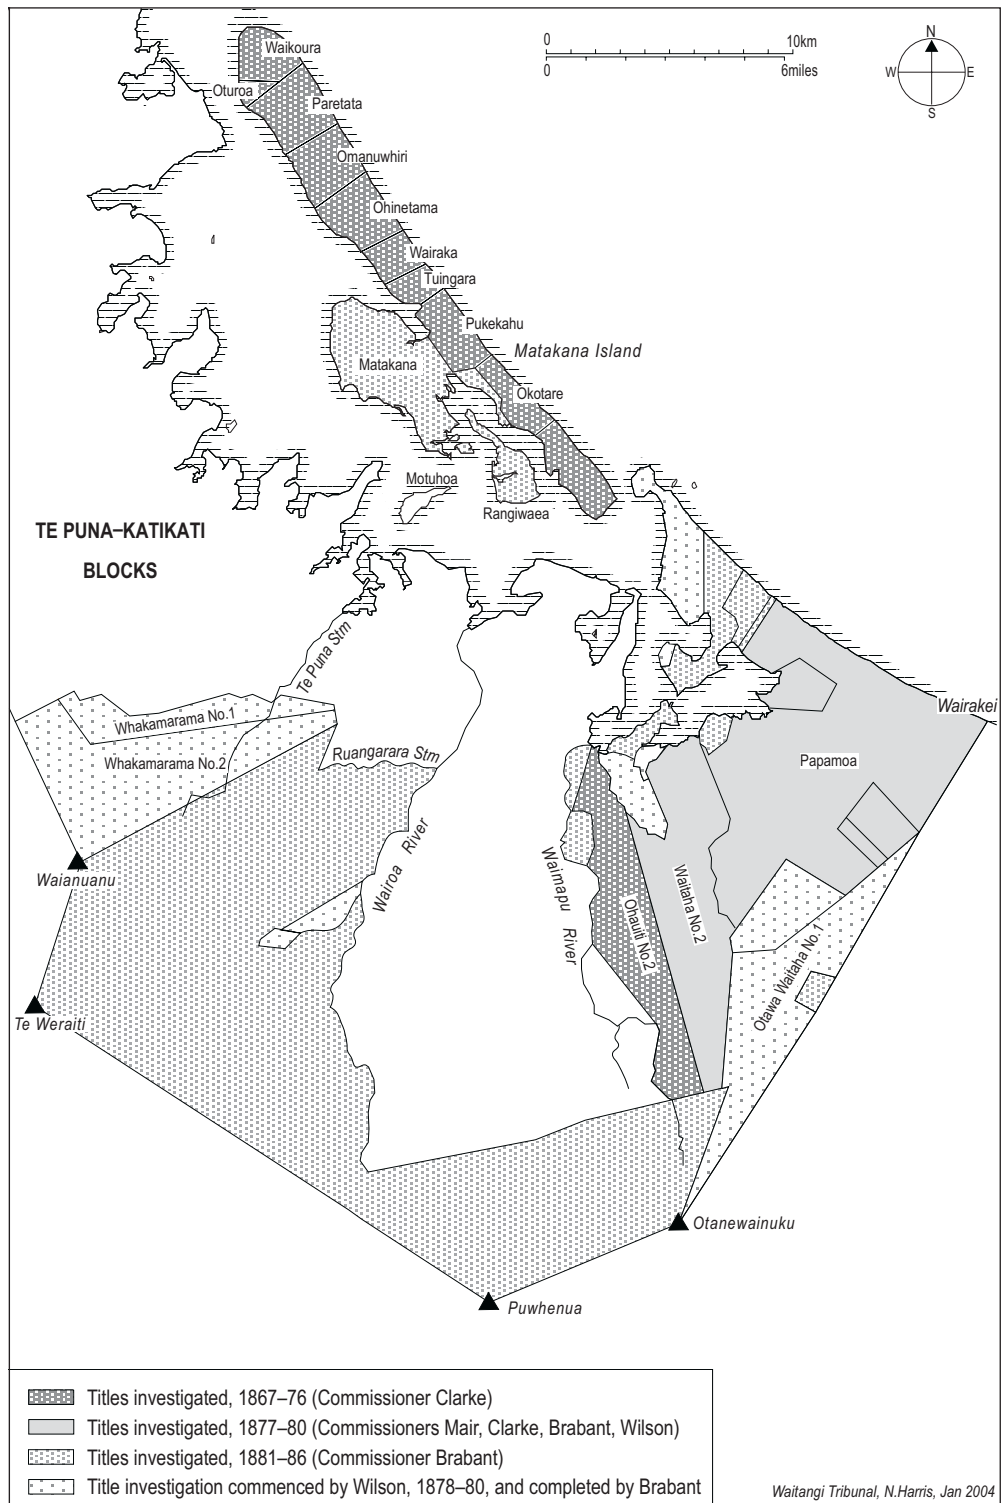 Waikoura
Oturoa
Paretata
Omanuwhiri
Ohinetama
Wairaka
Tuingara
Pukekahu
Matakana Island
Matakana
Okotare
Motuhoa
Rangiwaea
0 10km
0 6miles
N
W E
S
TE PUNA–KATIKATI
BLOCKS
Te Puna Stm
Whakamarama No.1
Whakamarama No.2
Ruangarara Stm
Wairakei
Papamoa
Waianuanu
Wairoa River
Waimapu River
Ohauiti No.2
Waitaha No.2
Otawa Waitaha No.1
Te Weraiti
Otanewainuku
Puwhenua
Titles investigated, 1867–76 (Commissioner Clarke)
Titles investigated, 1877–80 (Commissioners Mair, Clarke, Brabant, Wilson)
Titles investigated, 1881–86 (Commissioner Brabant)
Title investigation commenced by Wilson, 1878–80, and completed by Brabant
Waitangi Tribunal, N.Harris, Jan 2004